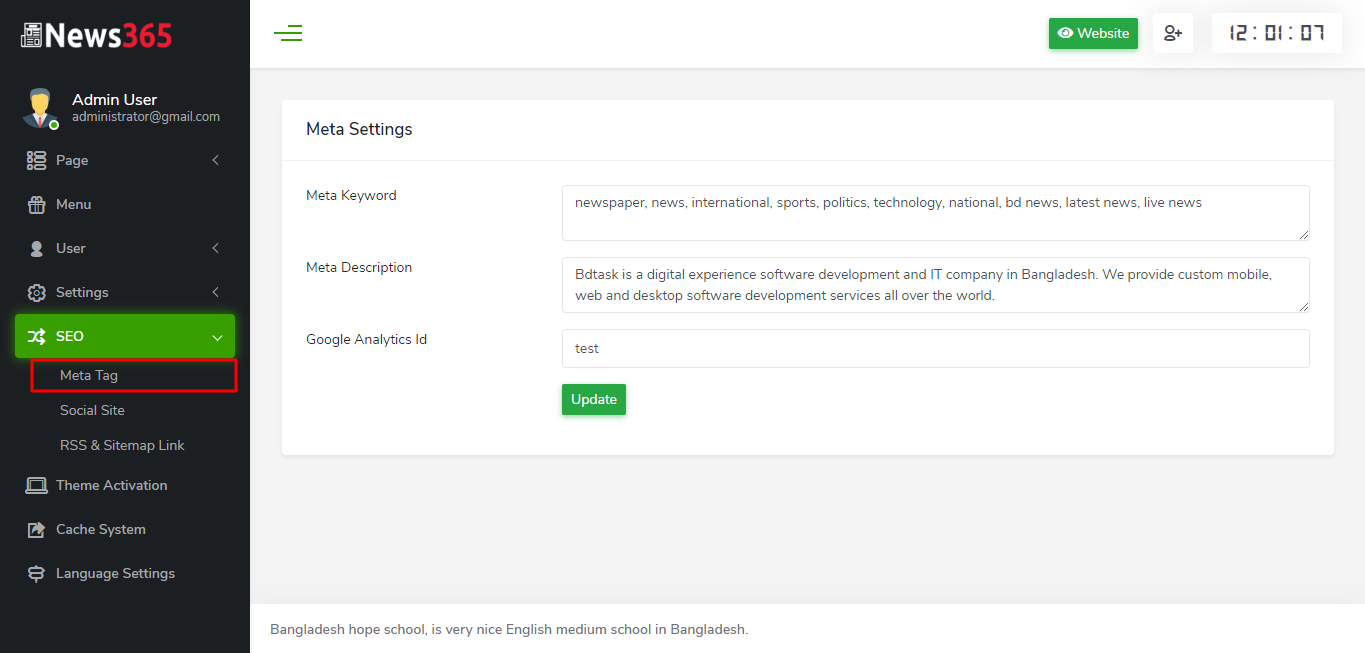 News365
Website
12:01:07
Admin User
administrator@gmail.com
Page
Menu
User
Settings
SEO
Meta Tag
Social Site
RSS & Sitemap Link
Theme Activation
Cache System
Language Settings
Meta Settings
Meta Keyword
newspaper, news, international, sports, politics, technology, national, bd news, latest news, live news
Meta Description
Bdtask is a digital experience software development and IT company in Bangladesh. We provide custom mobile,
web and desktop software development services all over the world.
Google Analytics Id
test
Update
Bangladesh hope school, is very nice English medium school in Bangladesh.